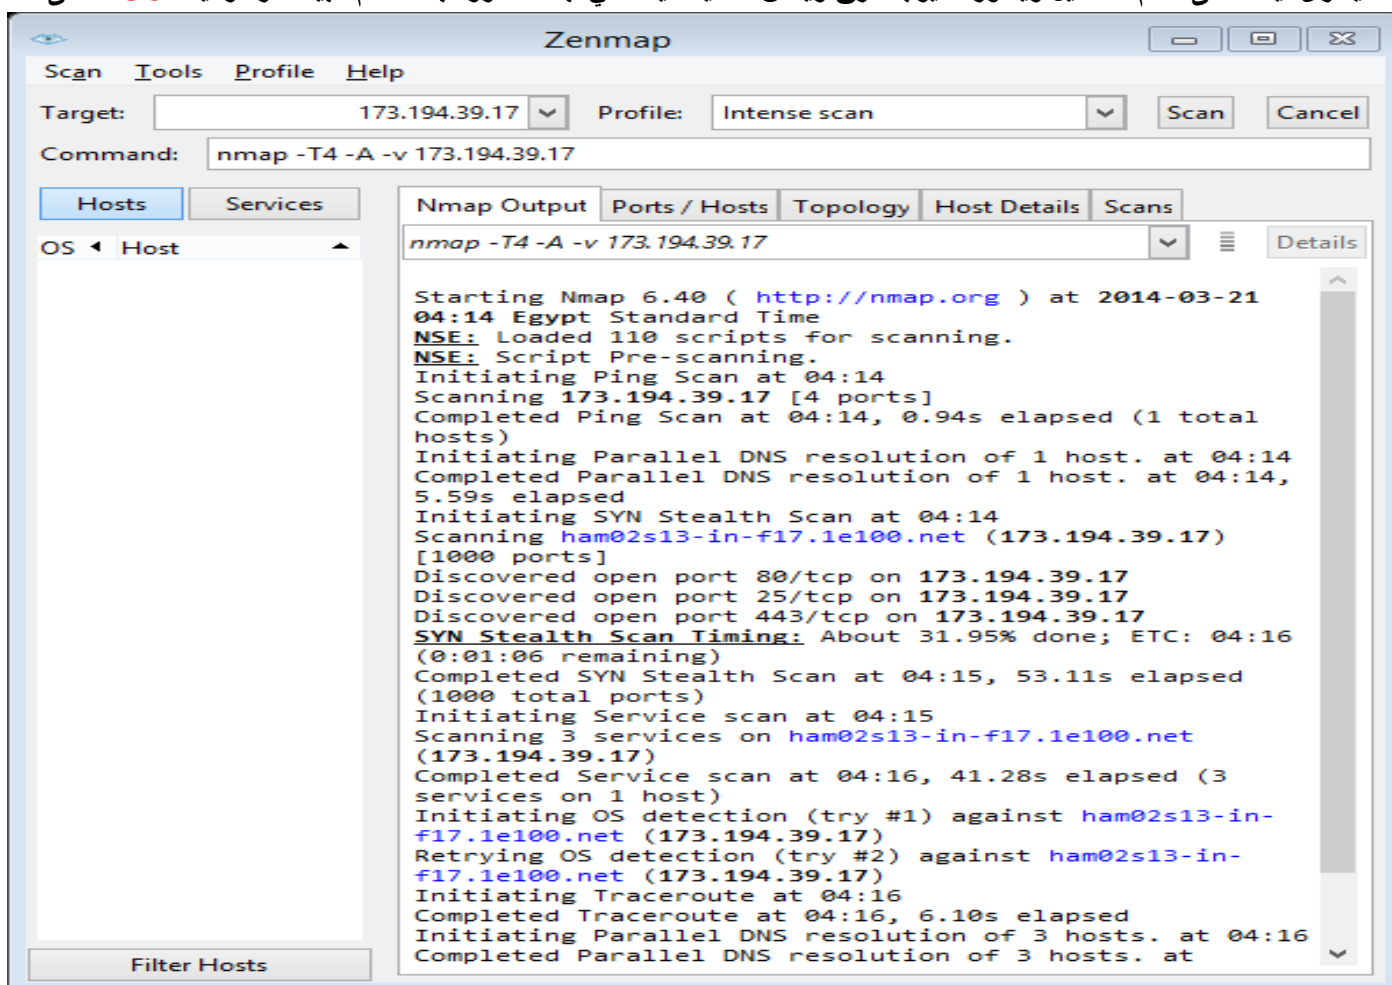 Zenmap
Scan Tools Profile Help
Target: 173.194.39.17 Profile: Intense scan Scan Cancel
Command: nmap -T4 -A -v 173.194.39.17
Hosts Services
Nmap Output Ports / Hosts Topology Host Details Scans
OS Host
nmap -T4 -A -v 173.194.39.17 Details
Starting Nmap 6.40 ( http://nmap.org ) at 2014-03-21
04:14 Egypt Standard Time
NSE: Loaded 110 scripts for scanning.
NSE: Script Pre-scanning.
Initiating Ping Scan at 04:14
Scanning 173.194.39.17 [4 ports]
Completed Ping Scan at 04:14, 0.94s elapsed (1 total
hosts)
Initiating Parallel DNS resolution of 1 host. at 04:14
Completed Parallel DNS resolution of 1 host. at 04:14,
5.59s elapsed
Initiating SYN Stealth Scan at 04:14
Scanning ham02s13-in-f17.1e100.net (173.194.39.17)
[1000 ports]
Discovered open port 80/tcp on 173.194.39.17
Discovered open port 25/tcp on 173.194.39.17
Discovered open port 443/tcp on 173.194.39.17
SYN Stealth Scan Timing: About 31.95% done; ETC: 04:16
(0:01:06 remaining)
Completed SYN Stealth Scan at 04:15, 53.11s elapsed
(1000 total ports)
Initiating Service scan at 04:15
Scanning 3 services on ham02s13-in-f17.1e100.net
(173.194.39.17)
Completed Service scan at 04:16, 41.28s elapsed (3
services on 1 host)
Initiating OS detection (try #1) against ham02s13-in-
f17.1e100.net (173.194.39.17)
Retrying OS detection (try #2) against ham02s13-in-
f17.1e100.net (173.194.39.17)
Initiating Traceroute at 04:16
Completed Traceroute at 04:16, 6.10s elapsed
Initiating Parallel DNS resolution of 3 hosts. at 04:16
Completed Parallel DNS resolution of 3 hosts. at
Filter Hosts